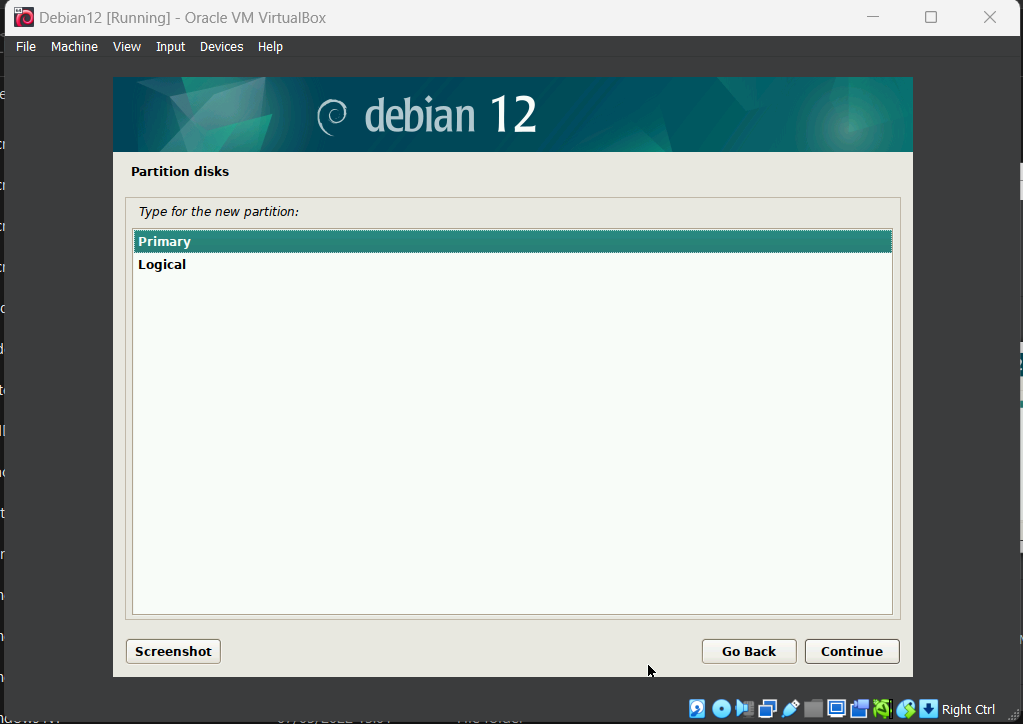 Debian12 [Running] - Oracle VM VirtualBox
File Machine View Input Devices Help
debian 12
Partition disks
Type for the new partition:
Primary
Logical
Screenshot Go Back Continue
Right Ctrl